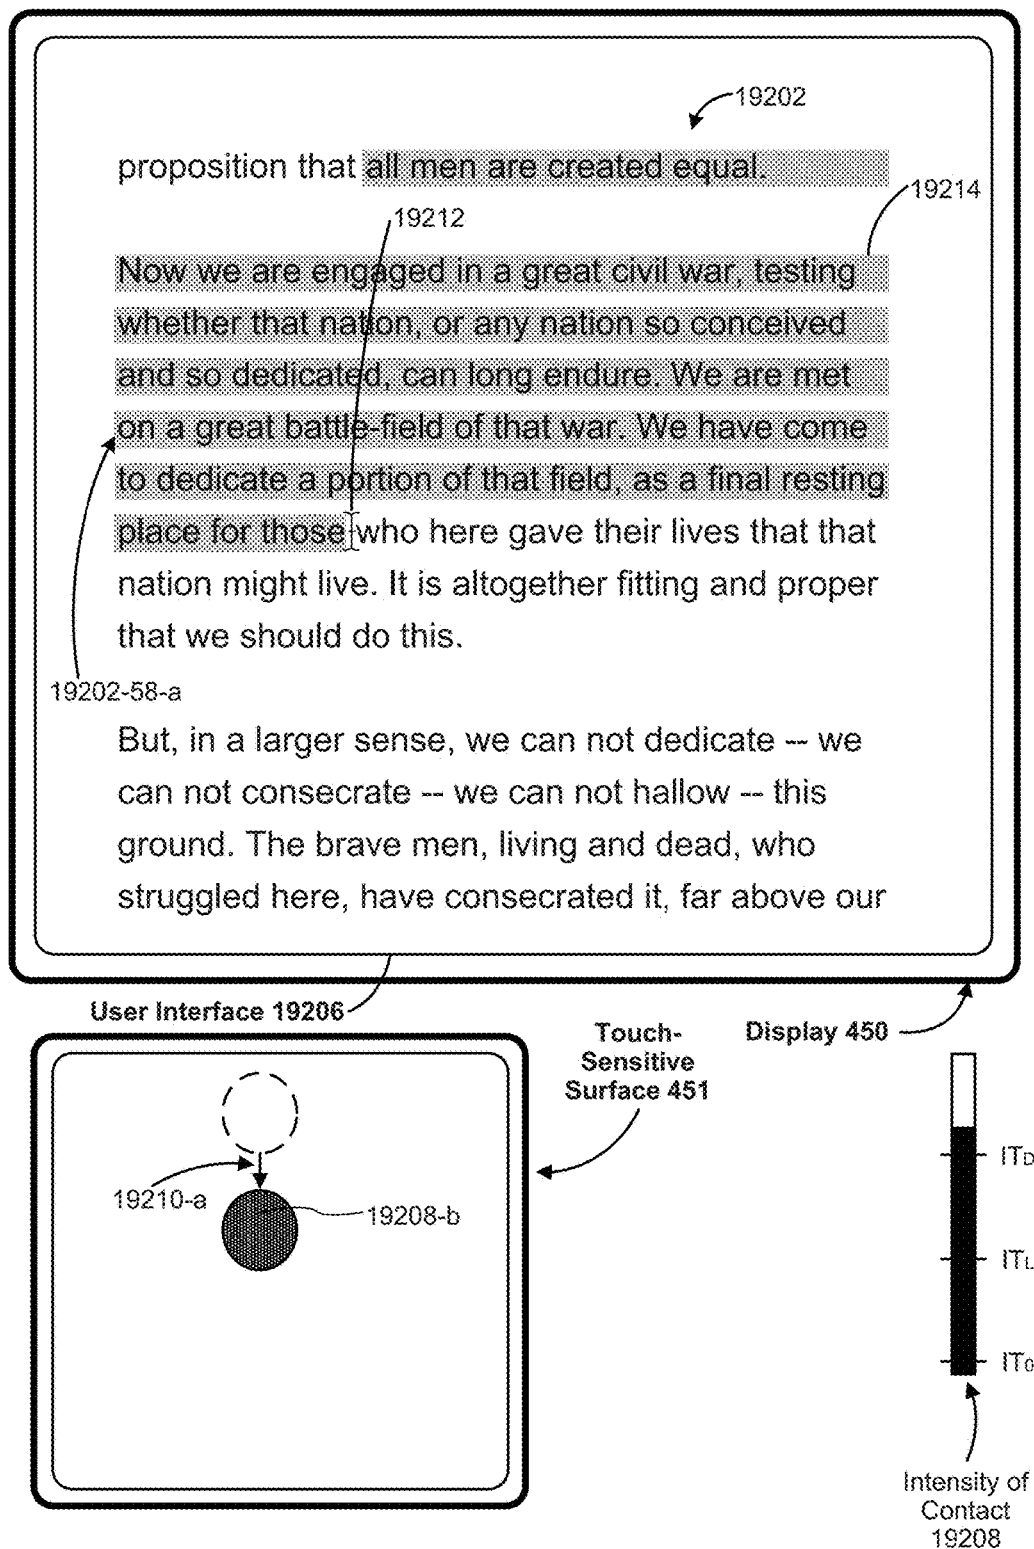 19202
proposition that all men are created equal.
19214
19212
Now we are engaged in a great civil war, testing
whether that nation, or any nation so conceived
and so dedicated, can long endure. We are met
on a great battle-field of that war. We have come
to dedicate a portion of that field, as a final resting
place for those who here gave their lives that that
nation might live. It is altogether fitting and proper
that we should do this.
19202-58-a
But, in a larger sense, we can not dedicate -- we
can not consecrate -- we can not hallow -- this
ground. The brave men, living and dead, who
struggled here, have consecrated it, far above our
User Interface 19206
Display 450
Touch-
Sensitive
Surface 451
19210-a
19208-b
ITD
ITL
IT0
Intensity of
Contact
19208